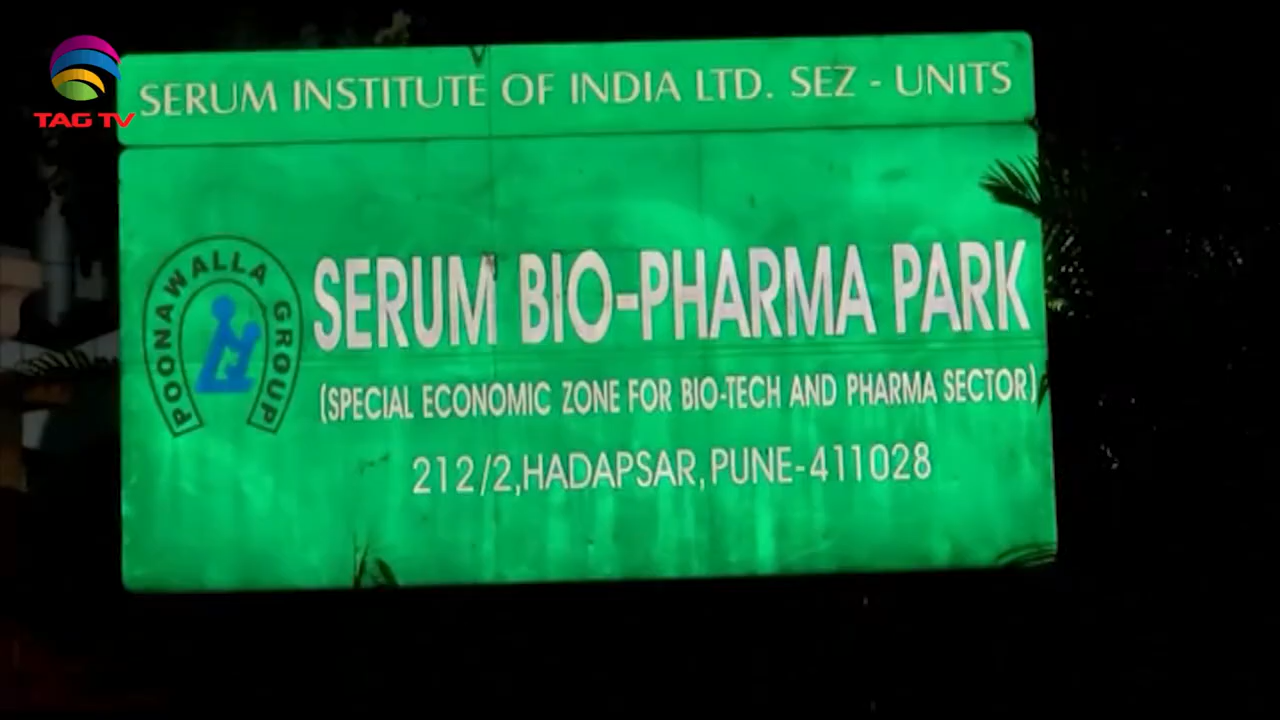 TAG TV
SERUM INSTITUTE OF INDIA LTD. SEZ - UNITS
POONAWALLA GROUP
SERUM BIO-PHARMA PARK
(SPECIAL ECONOMIC ZONE FOR BIO-TECH AND PHARMA SECTOR)
212/2,HADAPSAR,PUNE-411028